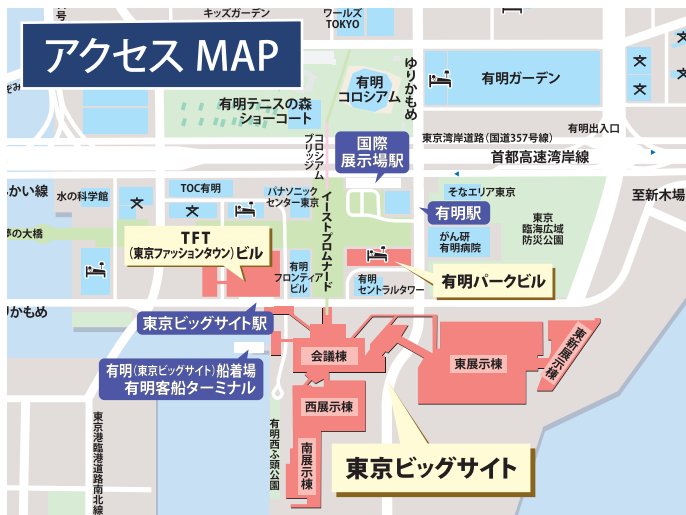 号
キッズガーデン
ワールズ
TOKYO
アクセス MAP
ゆりかもめ
有明
コロシアム
有明ガーデン
有明テニスの森
ショーコート
コロシアム
ブリッジ
国際
展示場駅
東京湾岸道路(国道357号線)
有明出入口
首都高速湾岸線
かい線
水の科学館
TOC有明
パナソニック
センター東京
イーストプロムナード
そなエリア東京
至新木場
有明駅
夢の大橋
TFT
(東京ファッションタウン)ビル
がん研
有明病院
東京
臨海広域
防災公園
有明
フロンティア
ビル
有明
セントラルタワー
有明パークビル
りかもめ
東京ビッグサイト駅
会議棟
東展示棟
東新展示棟
有明(東京ビッグサイト)船着場
有明客船ターミナル
西展示棟
南展示棟
有明西ふ頭公園
東京港臨港道路南北線
東京ビッグサイト